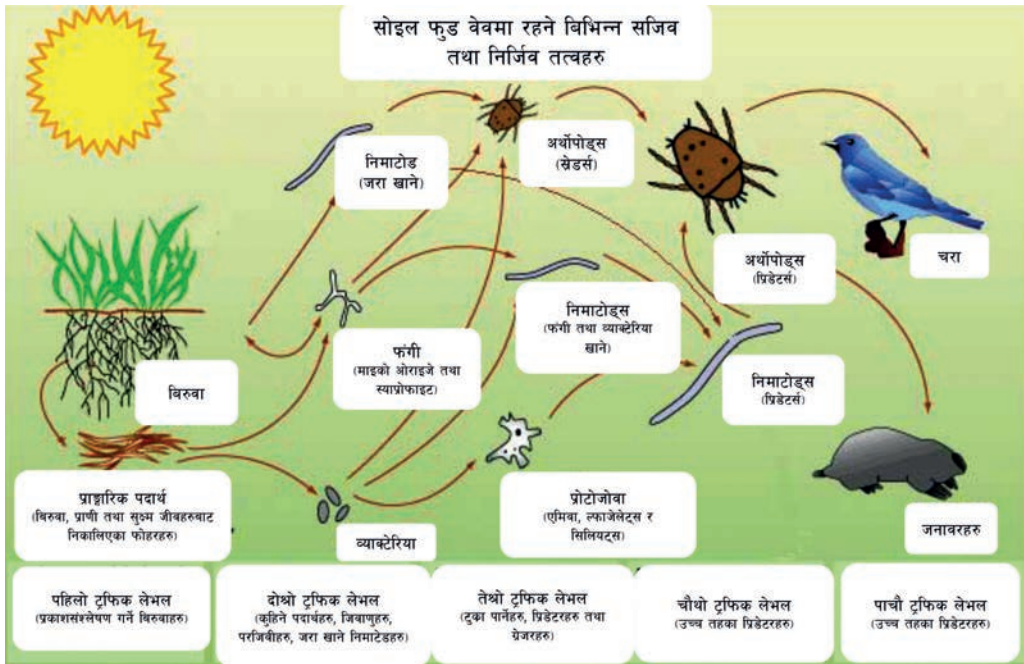 सोइल फुड वेवमा रहने बिभिन्न सजिव
तथा निर्जिव तत्वहरु
निमाटोड
(जरा खाने)
अर्थोपोड्स
(स्रेडर्स)
अर्थोपोड्स
(प्रिडेटर्स)
चरा
बिरुवा
फंगी
(माइको ओराइजे तथा
स्याप्रोफाइट)
निमाटोड्स
(फंगी तथा ब्याक्टेरिया
खाने)
निमाटोड्स
(प्रिडेटर्स)
प्राङ्गारिक पदार्थ
(बिरुवा, प्राणी तथा सुक्ष्म जीबहरुबाट
निकालिएका फोहरहरु)
ब्याक्टेरिया
प्रोटोजोवा
(एमिवा, ल्फाजेलेट्स र
सिलियट्स)
जनावरहरु
पहिलो ट्रफिक लेभल
(प्रकाशसंश्लेषण गर्ने बिरुवाहरु)
दोश्रो ट्रफिक लेभल
(कुहिने पदार्थहरु, जिवाणुहरु,
परजिबीहरु, जरा खाने निमाटेडहरु)
तेश्रो ट्रफिक लेभल
(टुका पार्नेहरु, प्रिडेटरहरु तथा
ग्रेजरहरु)
चौथो ट्रफिक लेभल
(उच्च तहका प्रिडेटरहरु)
पाचौ ट्रफिक लेभल
(उच्च तहका प्रिडेटरहरु)